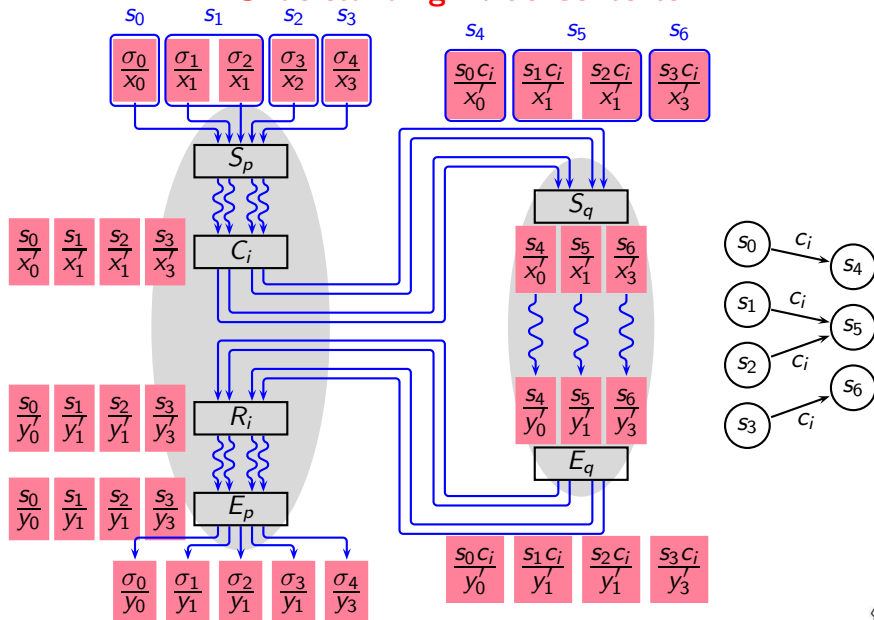 s₀ s₁ s₂ s₃
σ₀/x₀ σ₁/x₁ σ₂/x₁ σ₃/x₂ σ₄/x₃
s₄ s₅ s₆
s₀cᵢ/x′₀ s₁cᵢ/x′₁ s₂cᵢ/x′₁ s₃cᵢ/x′₃
Sₚ
s₀/x′₀ s₁/x′₁ s₂/x′₁ s₃/x′₃
Cᵢ
S_q
s₄/x′₀ s₅/x′₁ s₆/x′₃
s₄/y′₀ s₅/y′₁ s₆/y′₃
E_q
s₀/y′₀ s₁/y′₁ s₂/y′₁ s₃/y′₃
Rᵢ
s₀/y₀ s₁/y₁ s₂/y₁ s₃/y₃
Eₚ
σ₀/y₀ σ₁/y₁ σ₂/y₁ σ₃/y₁ σ₄/y₃
s₀cᵢ/y′₀ s₁cᵢ/y′₁ s₂cᵢ/y′₁ s₃cᵢ/y′₃
s₀ cᵢ s₄
s₁ cᵢ s₅
s₂ cᵢ
s₃ cᵢ s₆